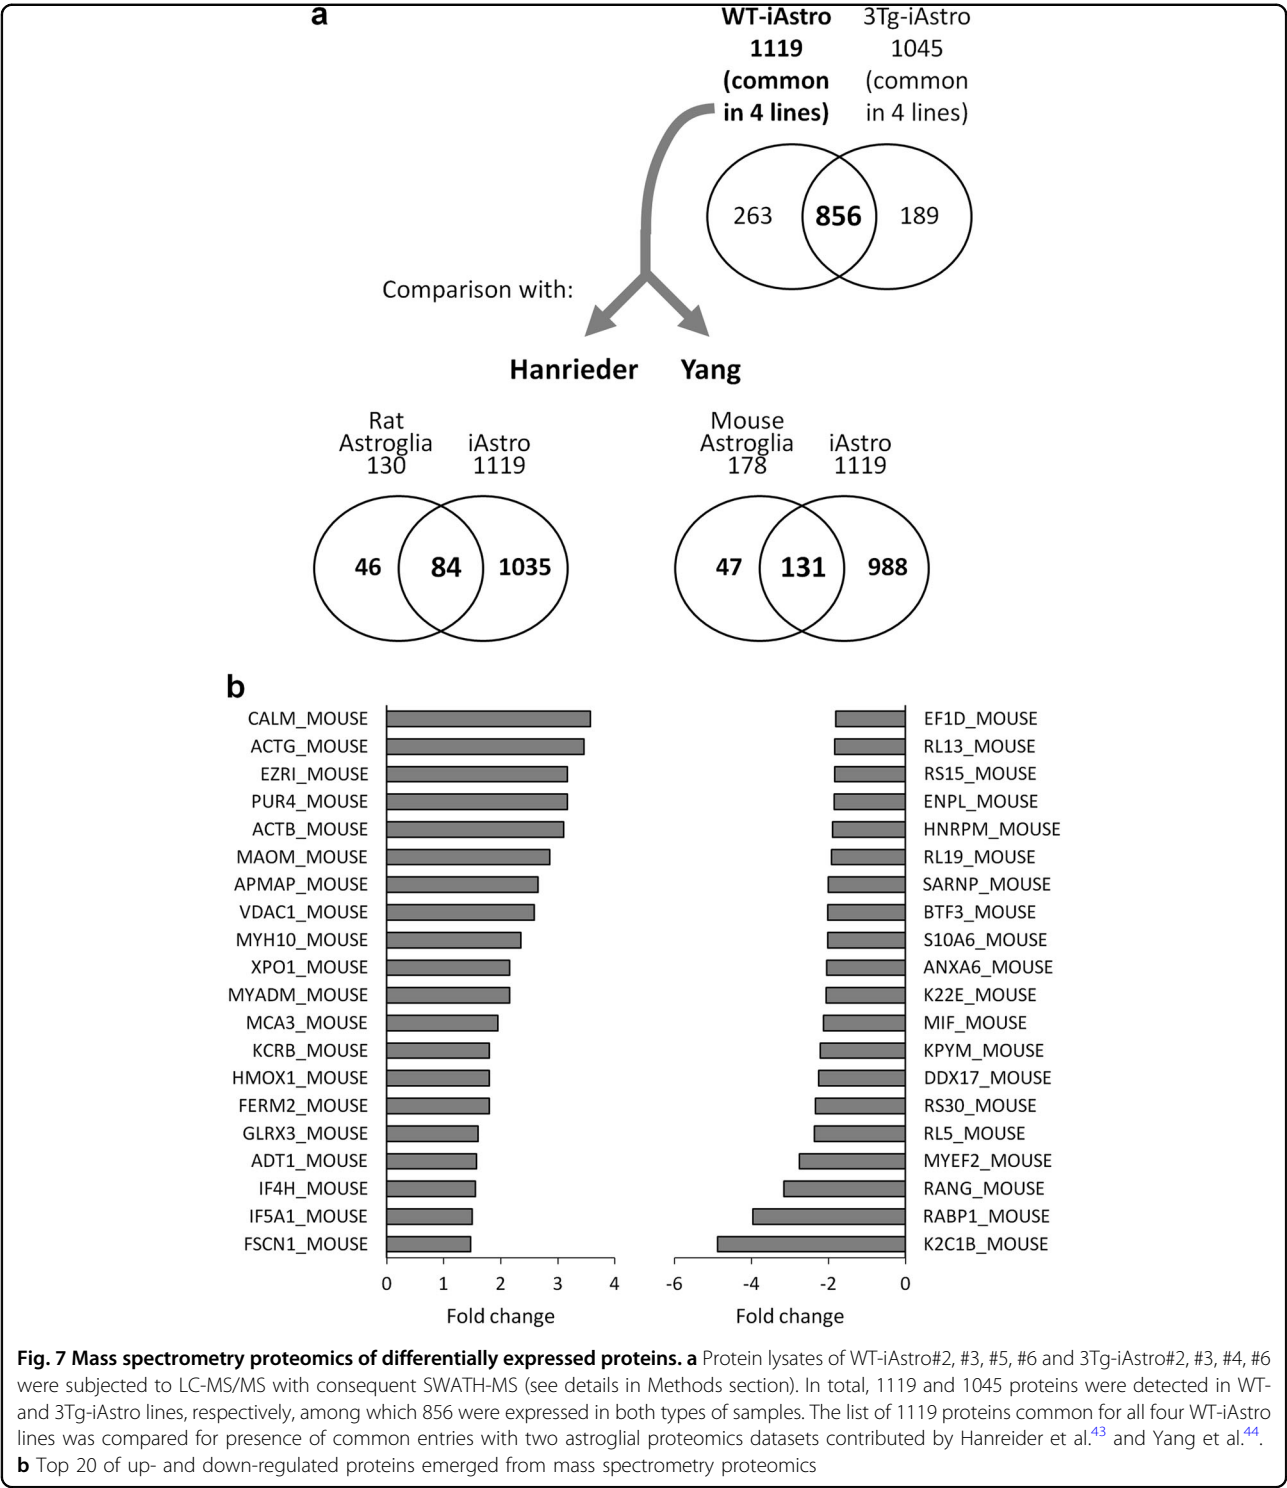 a
WT-iAstro 3Tg-iAstro
1119 1045
(common (common
in 4 lines) in 4 lines)
263 856 189
Comparison with:
Hanrieder Yang
Rat
Astroglia iAstro
130 1119
46 84 1035
Mouse
Astroglia iAstro
178 1119
47 131 988
b
CALM_MOUSE
ACTG_MOUSE
EZRI_MOUSE
PUR4_MOUSE
ACTB_MOUSE
MAOM_MOUSE
APMAP_MOUSE
VDAC1_MOUSE
MYH10_MOUSE
XPO1_MOUSE
MYADM_MOUSE
MCA3_MOUSE
KCRB_MOUSE
HMOX1_MOUSE
FERM2_MOUSE
GLRX3_MOUSE
ADT1_MOUSE
IF4H_MOUSE
IF5A1_MOUSE
FSCN1_MOUSE
0 1 2 3 4
Fold change
EF1D_MOUSE
RL13_MOUSE
RS15_MOUSE
ENPL_MOUSE
HNRPM_MOUSE
RL19_MOUSE
SARNP_MOUSE
BTF3_MOUSE
S10A6_MOUSE
ANXA6_MOUSE
K22E_MOUSE
MIF_MOUSE
KPYM_MOUSE
DDX17_MOUSE
RS30_MOUSE
RL5_MOUSE
MYEF2_MOUSE
RANG_MOUSE
RABP1_MOUSE
K2C1B_MOUSE
-6 -4 -2 0
Fold change
Fig. 7 Mass spectrometry proteomics of differentially expressed proteins. a Protein lysates of WT-iAstro#2, #3, #5, #6 and 3Tg-iAstro#2, #3, #4, #6
were subjected to LC-MS/MS with consequent SWATH-MS (see details in Methods section). In total, 1119 and 1045 proteins were detected in WT-
and 3Tg-iAstro lines, respectively, among which 856 were expressed in both types of samples. The list of 1119 proteins common for all four WT-iAstro
lines was compared for presence of common entries with two astroglial proteomics datasets contributed by Hanreider et al.43 and Yang et al.44.
b Top 20 of up- and down-regulated proteins emerged from mass spectrometry proteomics